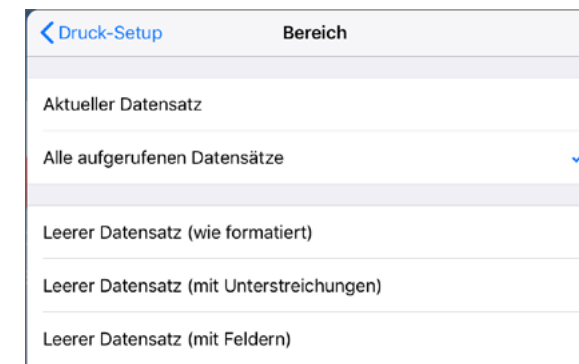 Druck-Setup Bereich
Aktueller Datensatz
Alle aufgerufenen Datensätze
Leerer Datensatz (wie formatiert)
Leerer Datensatz (mit Unterstreichungen)
Leerer Datensatz (mit Feldern)